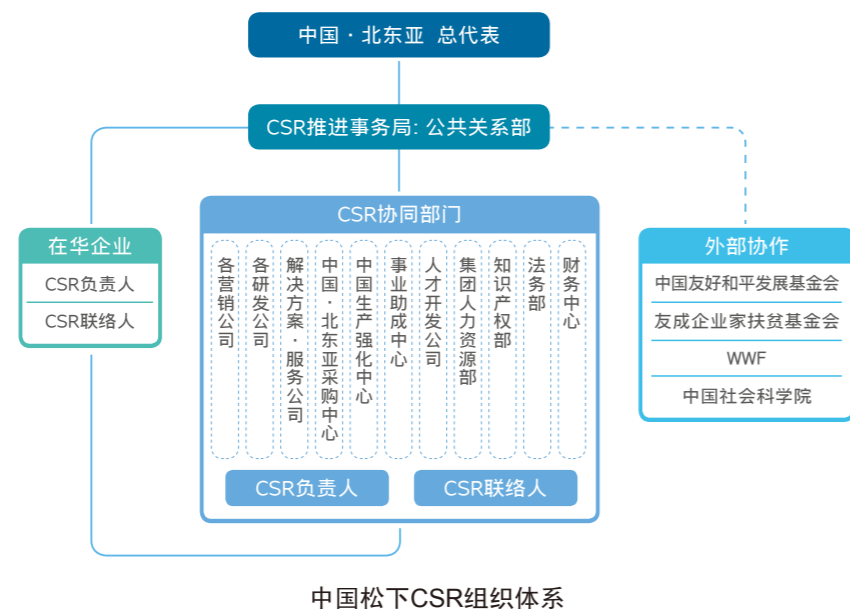 中国·北东亚 总代表
CSR推进事务局: 公共关系部
CSR协同部门
在华企业
CSR负责人
CSR联络人
各营销公司
各研发公司
解决方案·服务公司
中国·北东亚采购中心
中国生产强化中心
事业助成中心
人才开发公司
集团人力资源部
知识产权部
法务部
财务中心
CSR负责人
CSR联络人
外部协作
中国友好和平发展基金会
友成企业家扶贫基金会
WWF
中国社会科学院
中国松下CSR组织体系